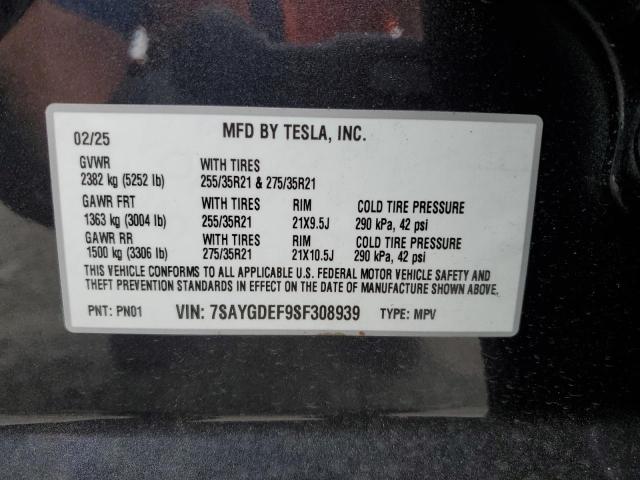 02/25 MFD BY TESLA, INC.
GVWR WITH TIRES
2382 kg (5252 lb) 255/35R21 & 275/35R21
GAWR FRT WITH TIRES RIM COLD TIRE PRESSURE
1363 kg (3004 lb) 255/35R21 21X9.5J 290 kPa, 42 psi
GAWR RR WITH TIRES RIM COLD TIRE PRESSURE
1500 kg (3306 lb) 275/35R21 21X10.5J 290 kPa, 42 psi
THIS VEHICLE CONFORMS TO ALL APPLICABLE U.S. FEDERAL MOTOR VEHICLE SAFETY AND
THEFT PREVENTION STANDARDS IN EFFECT ON THE DATE OF MANUFACTURE SHOWN ABOVE.
PNT: PN01 VIN: 7SAYGDEF9SF308939 TYPE: MPV